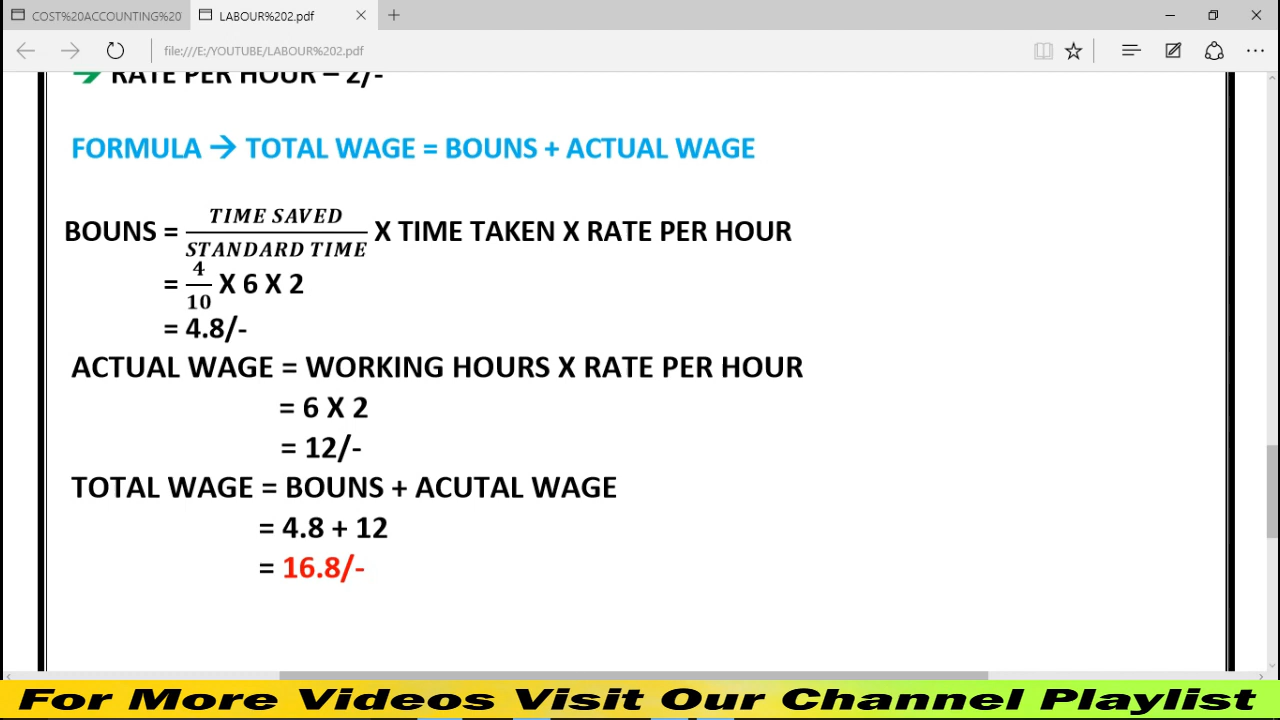 COST%20ACCOUNTING%20
LABOUR%202.pdf
file:///E:/YOUTUBE/LABOUR%202.pdf
➔ RATE PER HOUR – 2/-
FORMULA → TOTAL WAGE = BOUNS + ACTUAL WAGE
BOUNS = TIME SAVED / STANDARD TIME X TIME TAKEN X RATE PER HOUR
= 4/10 X 6 X 2
= 4.8/-
ACTUAL WAGE = WORKING HOURS X RATE PER HOUR
= 6 X 2
= 12/-
TOTAL WAGE = BOUNS + ACUTAL WAGE
= 4.8 + 12
= 16.8/-
For More Videos Visit Our Channel Playlist